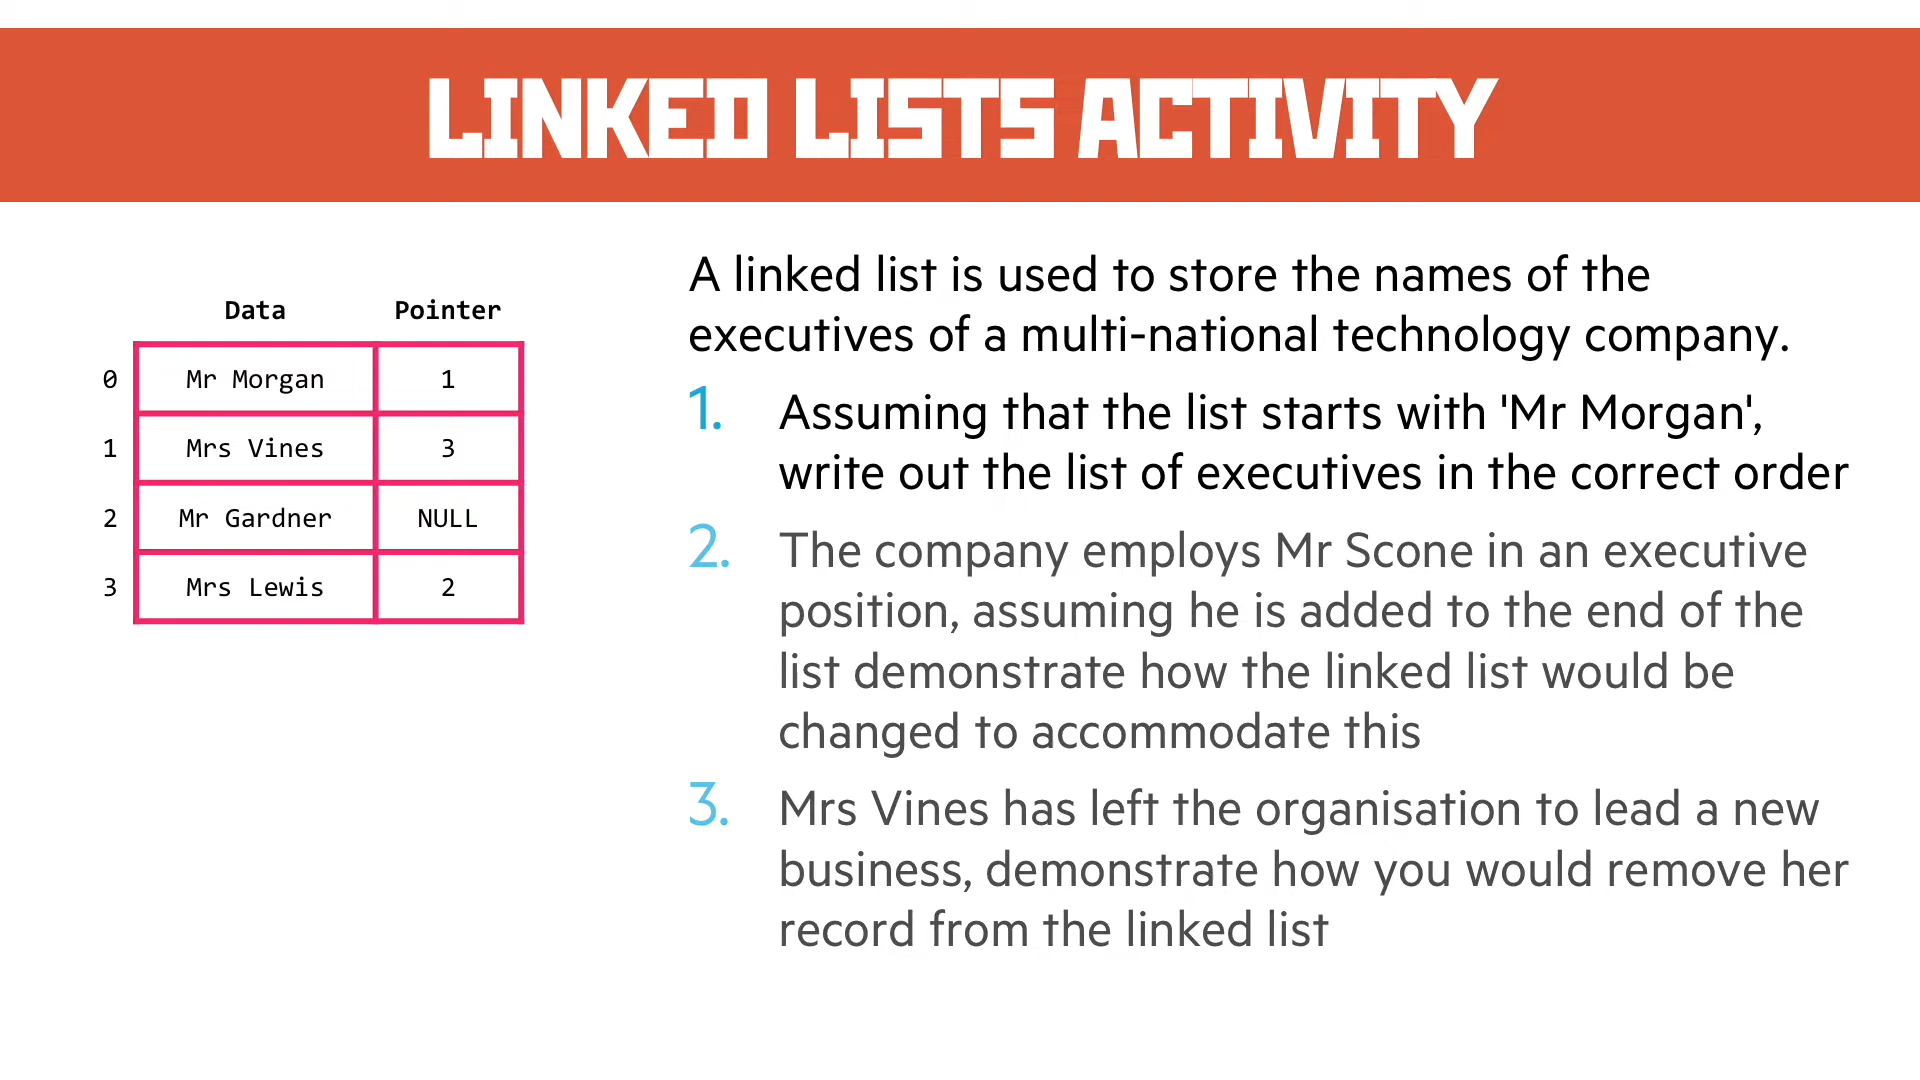 LINKED LISTS ACTIVITY
Data Pointer
0 Mr Morgan 1
1 Mrs Vines 3
2 Mr Gardner NULL
3 Mrs Lewis 2
A linked list is used to store the names of the
executives of a multi-national technology company.
1. Assuming that the list starts with 'Mr Morgan',
write out the list of executives in the correct order
2. The company employs Mr Scone in an executive
position, assuming he is added to the end of the
list demonstrate how the linked list would be
changed to accommodate this
3. Mrs Vines has left the organisation to lead a new
business, demonstrate how you would remove her
record from the linked list